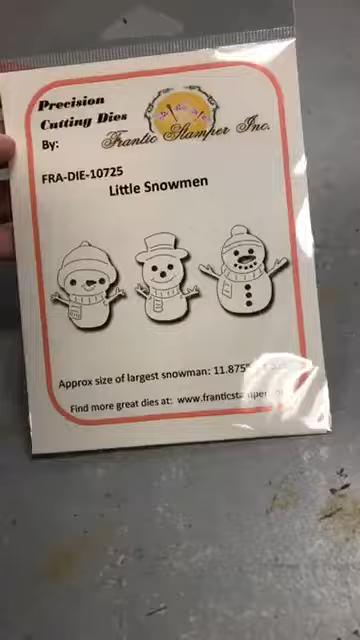 Precision
Cutting Dies
By:
Frantic Stamper Inc.
FRA-DIE-10725
Little Snowmen
Approx size of largest snowman: 11.875"
Find more great dies at: www.franticstamper